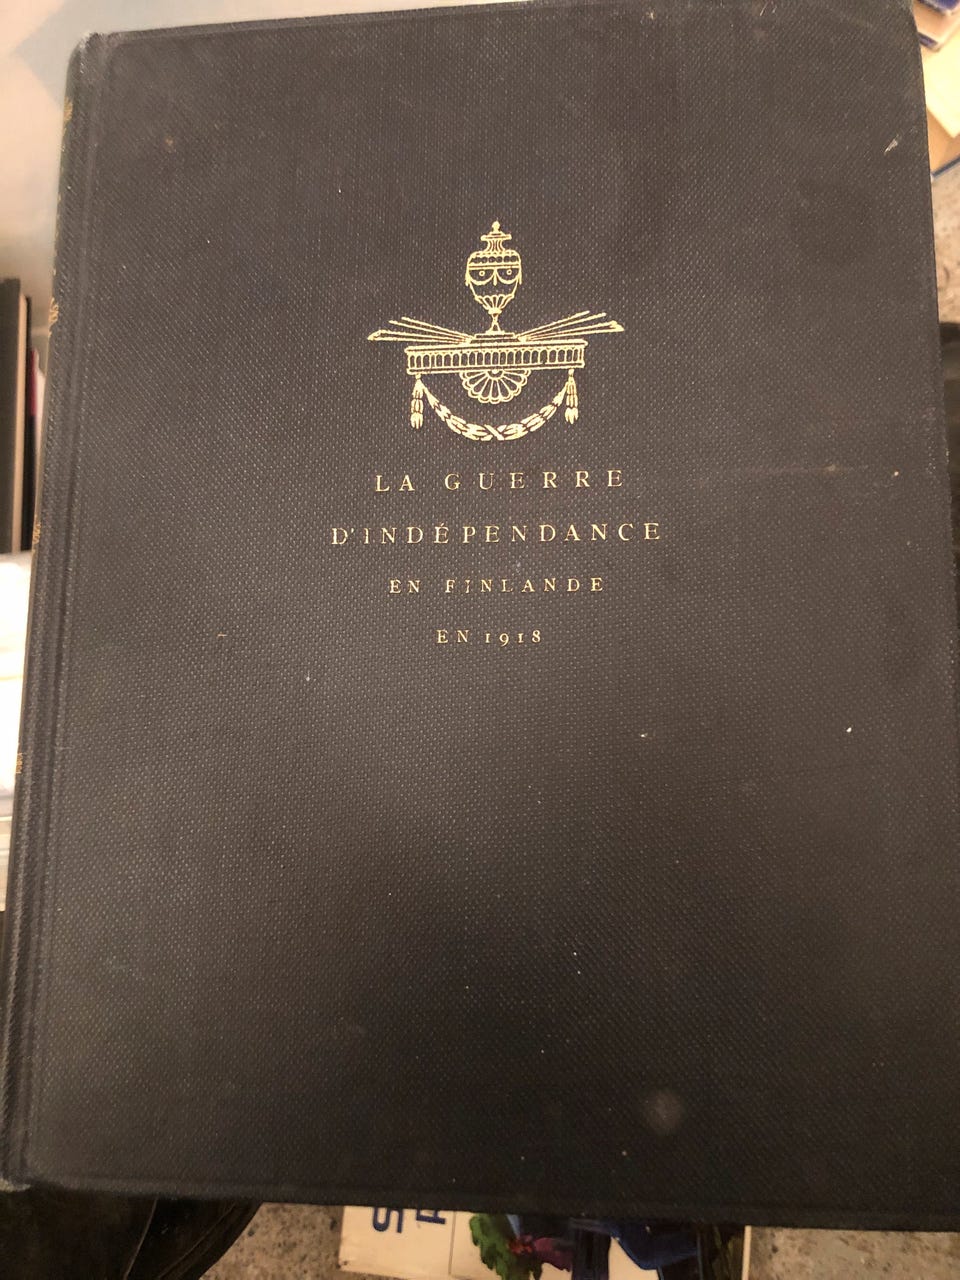 LA GUERRE
D'INDÉPENDANCE
EN FINLANDE
EN 1918